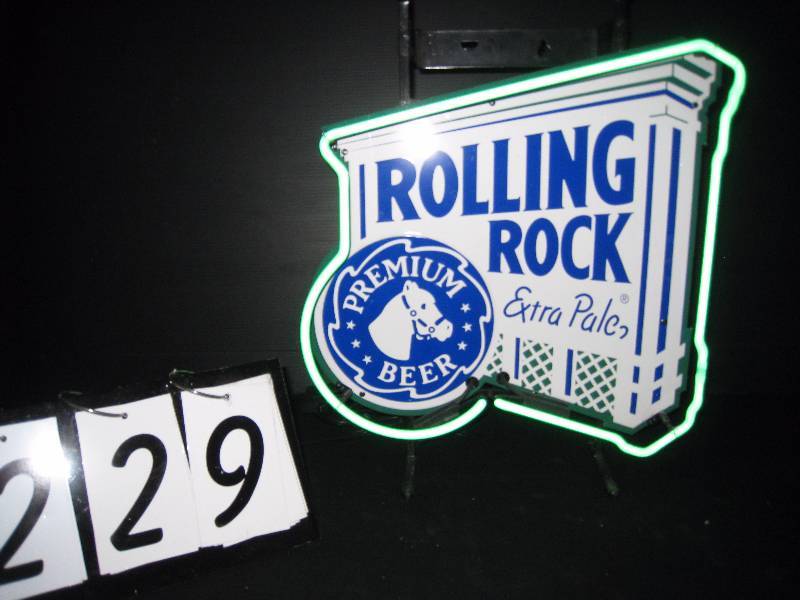 ROLLING
ROCK
Extra Pale
®
PREMIUM
BEER
229